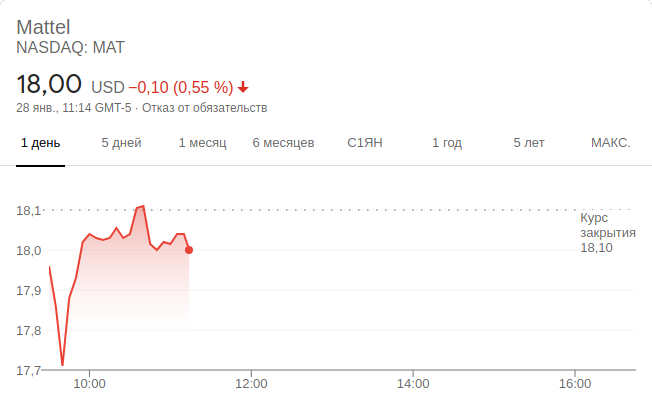 Mattel
NASDAQ: MAT
18,00 USD −0,10 (0,55 %)
28 янв., 11:14 GMT-5 · Отказ от обязательств
1 день 5 дней 1 месяц 6 месяцев С1ЯН 1 год 5 лет МАКС.
18,1
Курс
закрытия
18,10
18,0
17,9
17,8
17,7
10:00 12:00 14:00 16:00